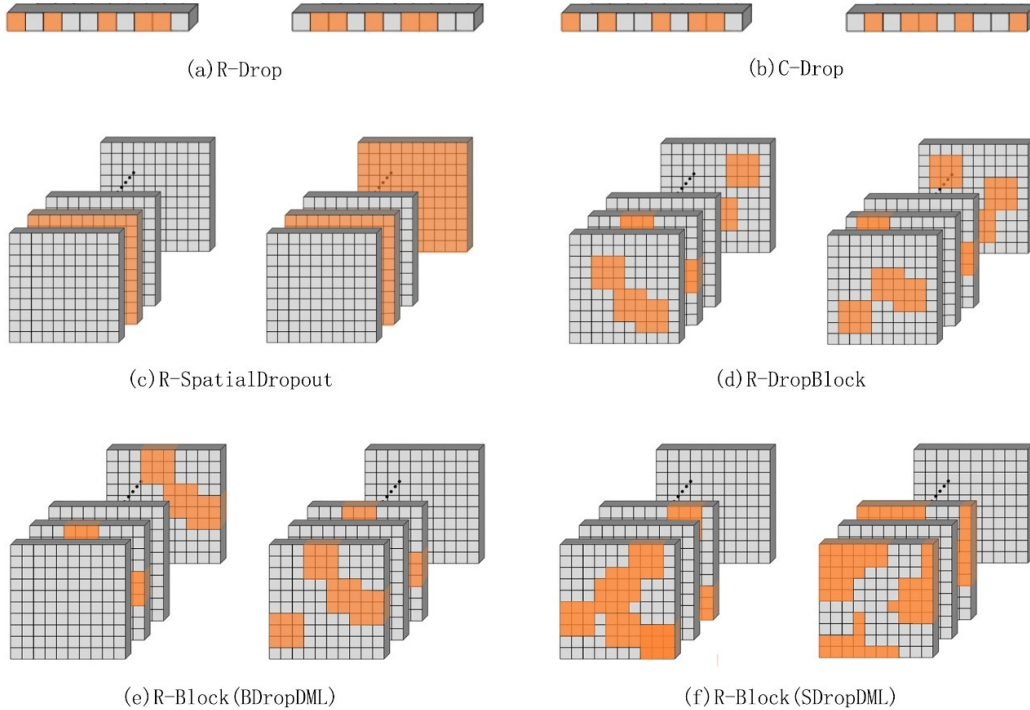 (a)R-Drop
(b)C-Drop
(c)R-SpatialDropout
(d)R-DropBlock
(e)R-Block(BDropDML)
(f)R-Block(SDropDML)